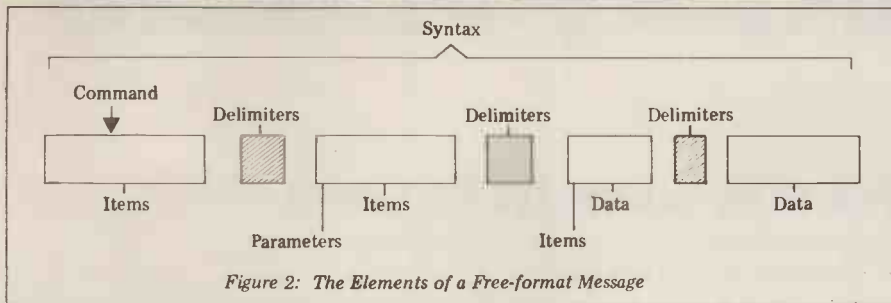 Syntax
Command
Delimiters
Delimiters
Delimiters
Items
Items
Data
Data
Parameters
Items
Figure 2: The Elements of a Free-format Message